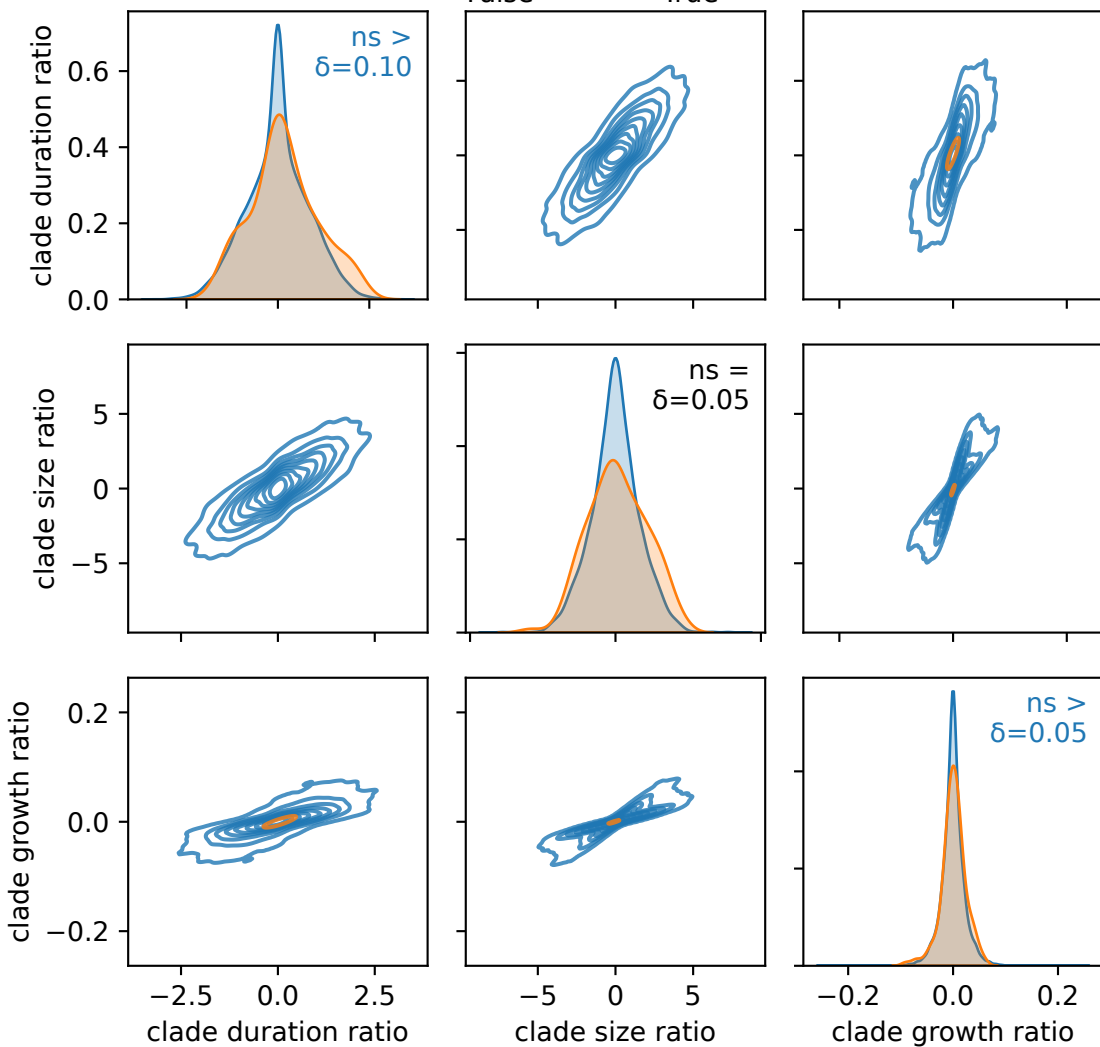 True
clade duration ratio
0.6
0.4
0.2
0.0
ns >
δ=0.10
clade size ratio
5
0
−5
ns =
δ=0.05
clade growth ratio
0.2
0.0
−0.2
ns >
δ=0.05
−2.5
0.0
2.5
−5
0
5
−0.2
0.0
0.2
clade duration ratio
clade size ratio
clade growth ratio